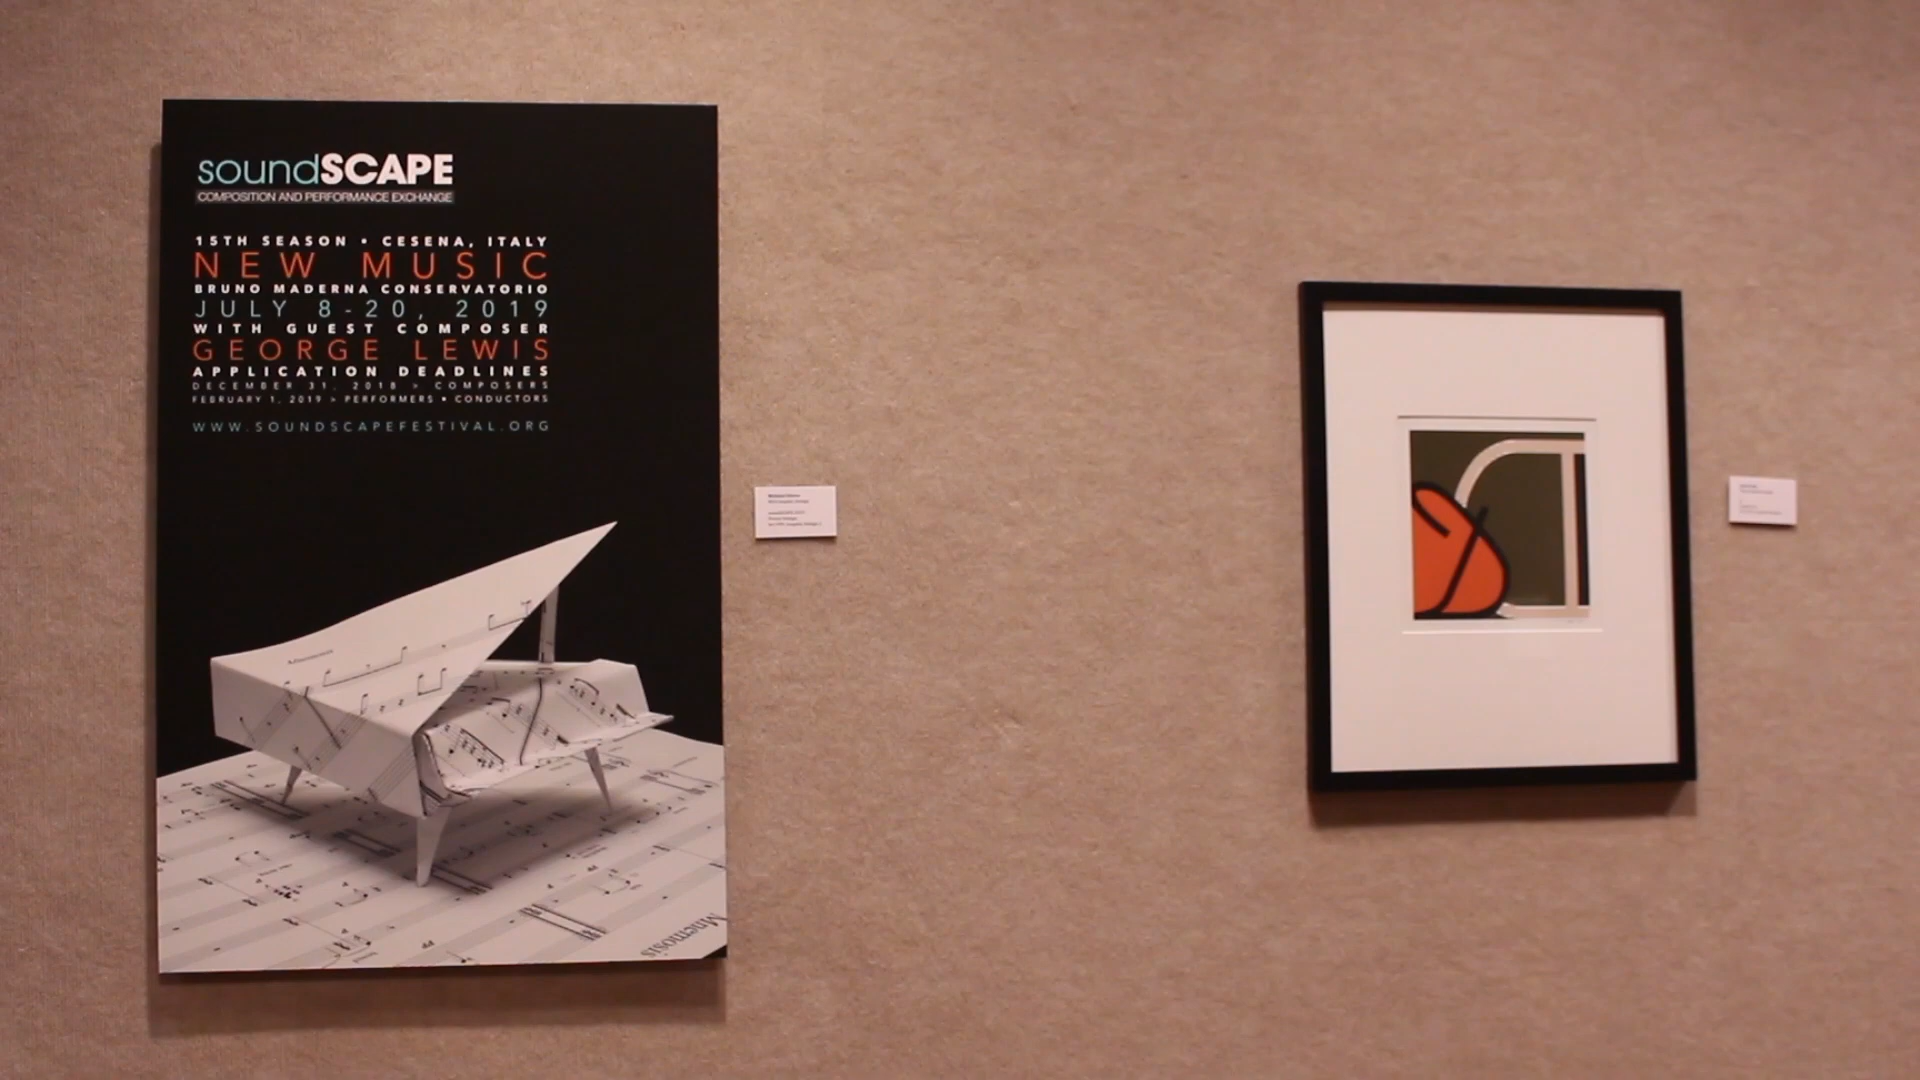 soundSCAPE
COMPOSITION AND PERFORMANCE EXCHANGE
15TH SEASON • CESENA, ITALY
NEW MUSIC
BRUNO MADERNA CONSERVATORIO
JULY 8-20, 2019
WITH GUEST COMPOSER
GEORGE LEWIS
APPLICATION DEADLINES
DECEMBER 31, 2018 > COMPOSERS
FEBRUARY 1, 2019 > PERFORMERS • CONDUCTORS
WWW.SOUNDSCAPEFESTIVAL.ORG
Mnemosis